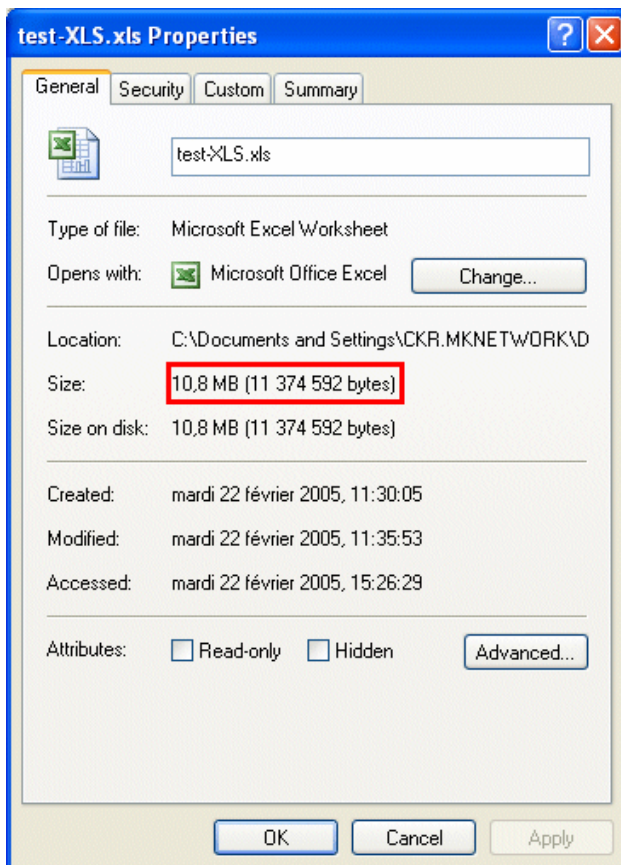 test-XLS.xls Properties
General Security Custom Summary
test-XLS.xls
Type of file: Microsoft Excel Worksheet
Opens with: Microsoft Office Excel Change...
Location: C:\Documents and Settings\CKR.MKNETWORK\D
Size: 10,8 MB (11 374 592 bytes)
Size on disk: 10,8 MB (11 374 592 bytes)
Created: mardi 22 février 2005, 11:30:05
Modified: mardi 22 février 2005, 11:35:53
Accessed: mardi 22 février 2005, 15:26:29
Attributes: Read-only Hidden Advanced...
OK Cancel Apply